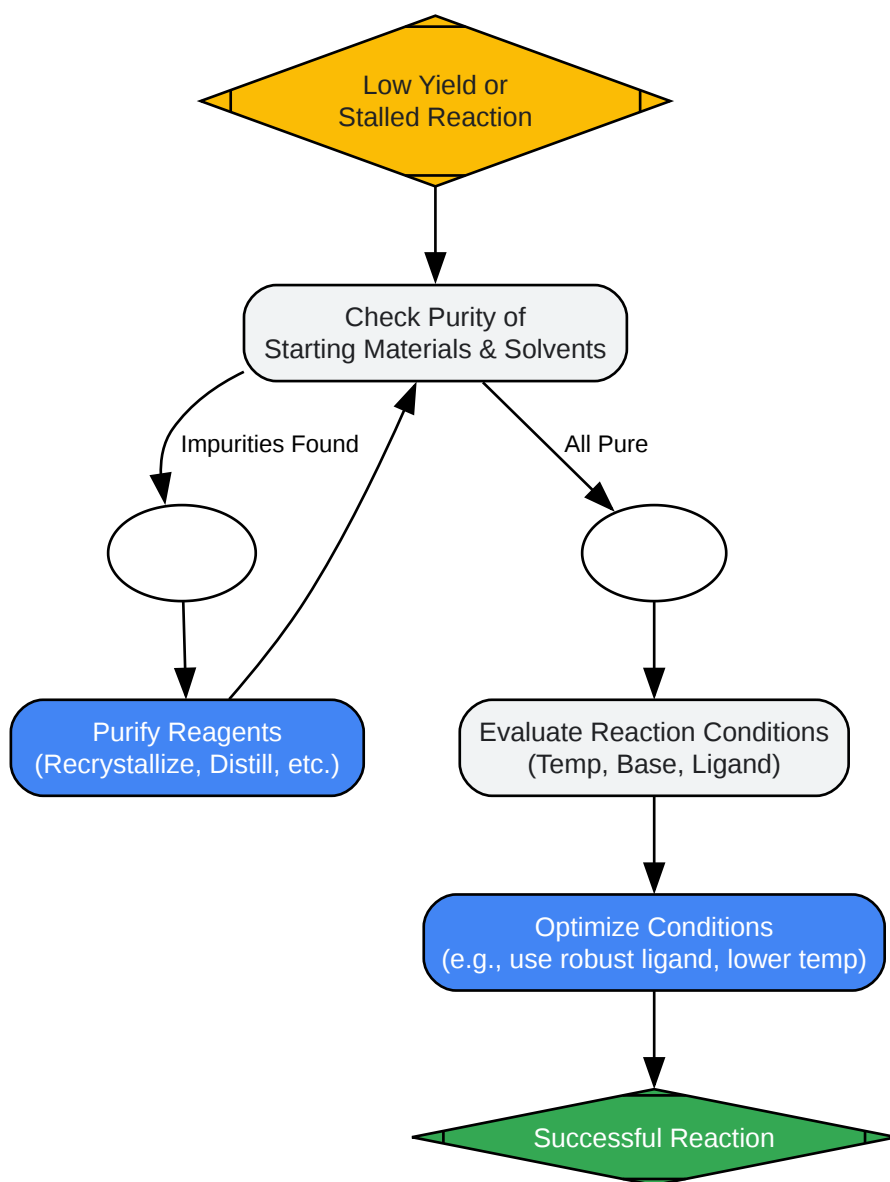 Low Yield or
Stalled Reaction
Check Purity of
Starting Materials & Solvents
Impurities Found
All Pure
Purify Reagents
(Recrystallize, Distill, etc.)
Evaluate Reaction Conditions
(Temp, Base, Ligand)
Optimize Conditions
(e.g., use robust ligand, lower temp)
Successful Reaction